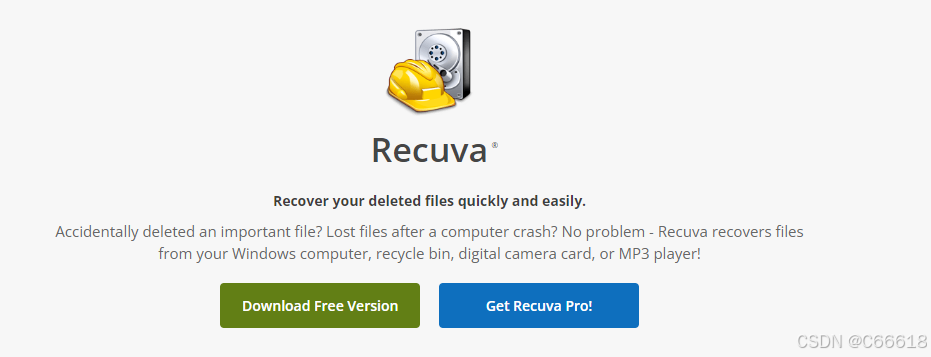 Recuva®
Recover your deleted files quickly and easily.
Accidentally deleted an important file? Lost files after a computer crash? No problem - Recuva recovers files
from your Windows computer, recycle bin, digital camera card, or MP3 player!
Download Free Version
Get Recuva Pro!
CSDN @C66618